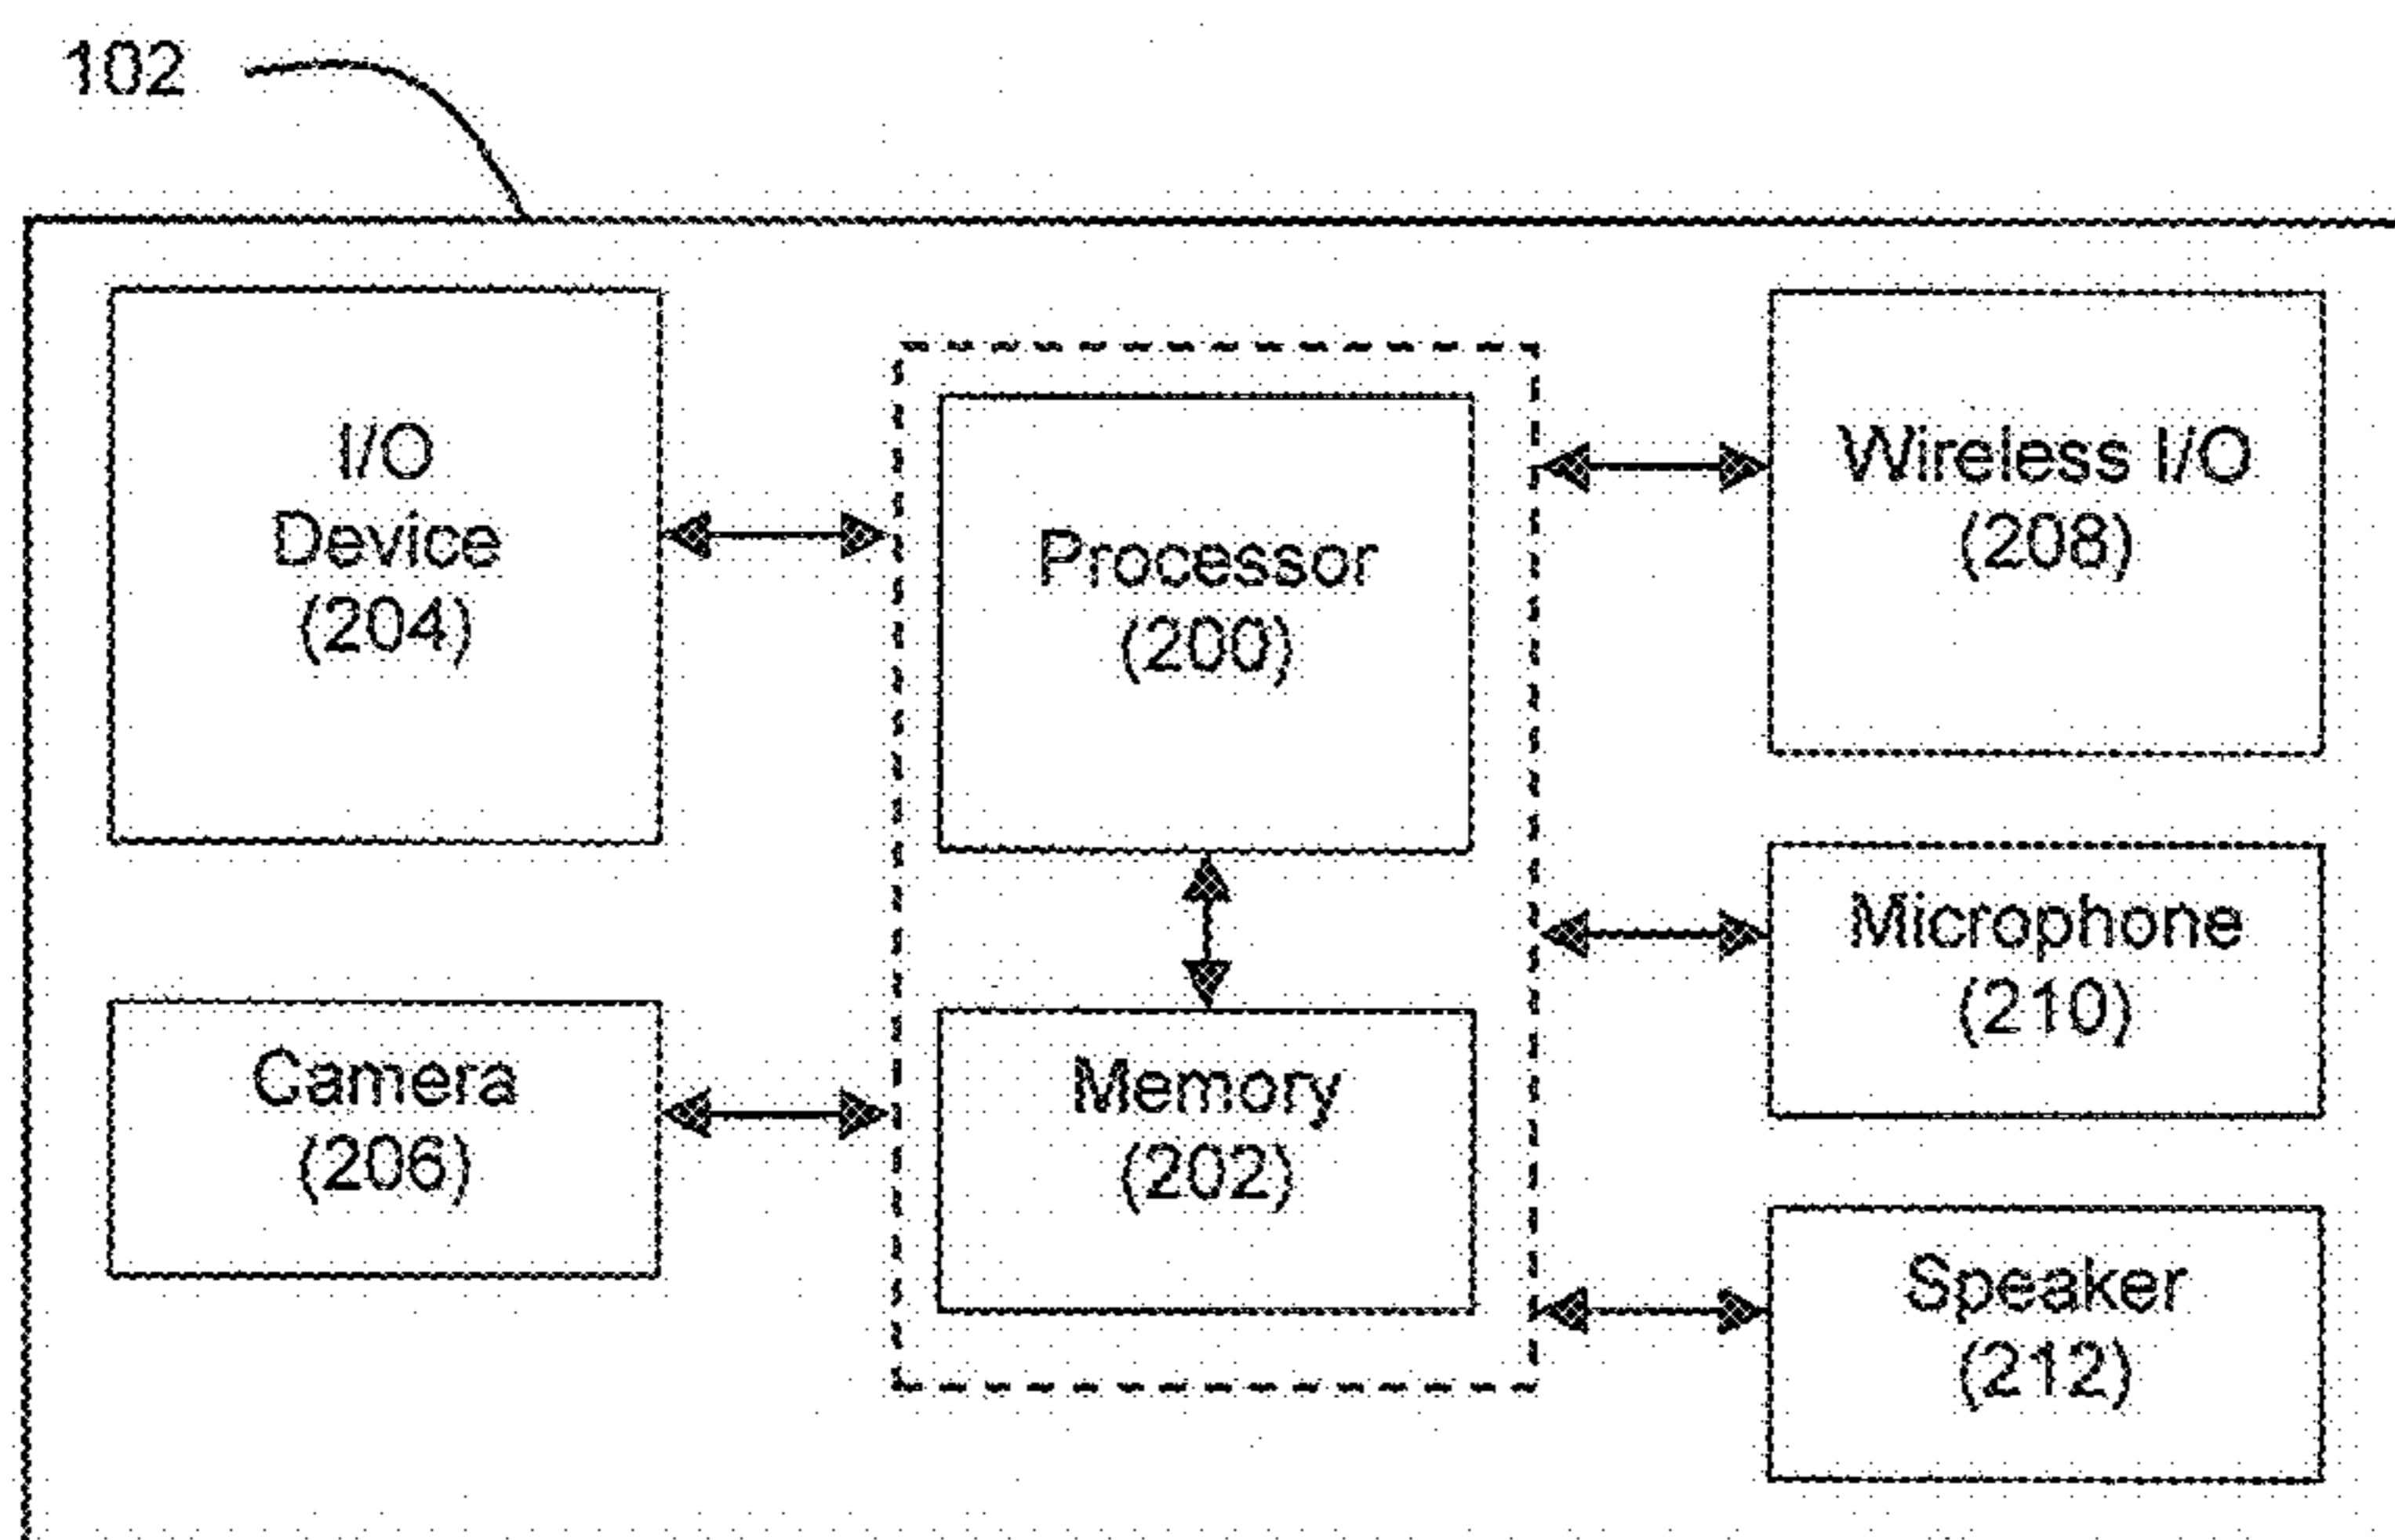 102
I/O
Device
(204)
Processor
(200)
Wireless I/O
(208)
Microphone
(210)
Camera
(206)
Memory
(202)
Speaker
(212)